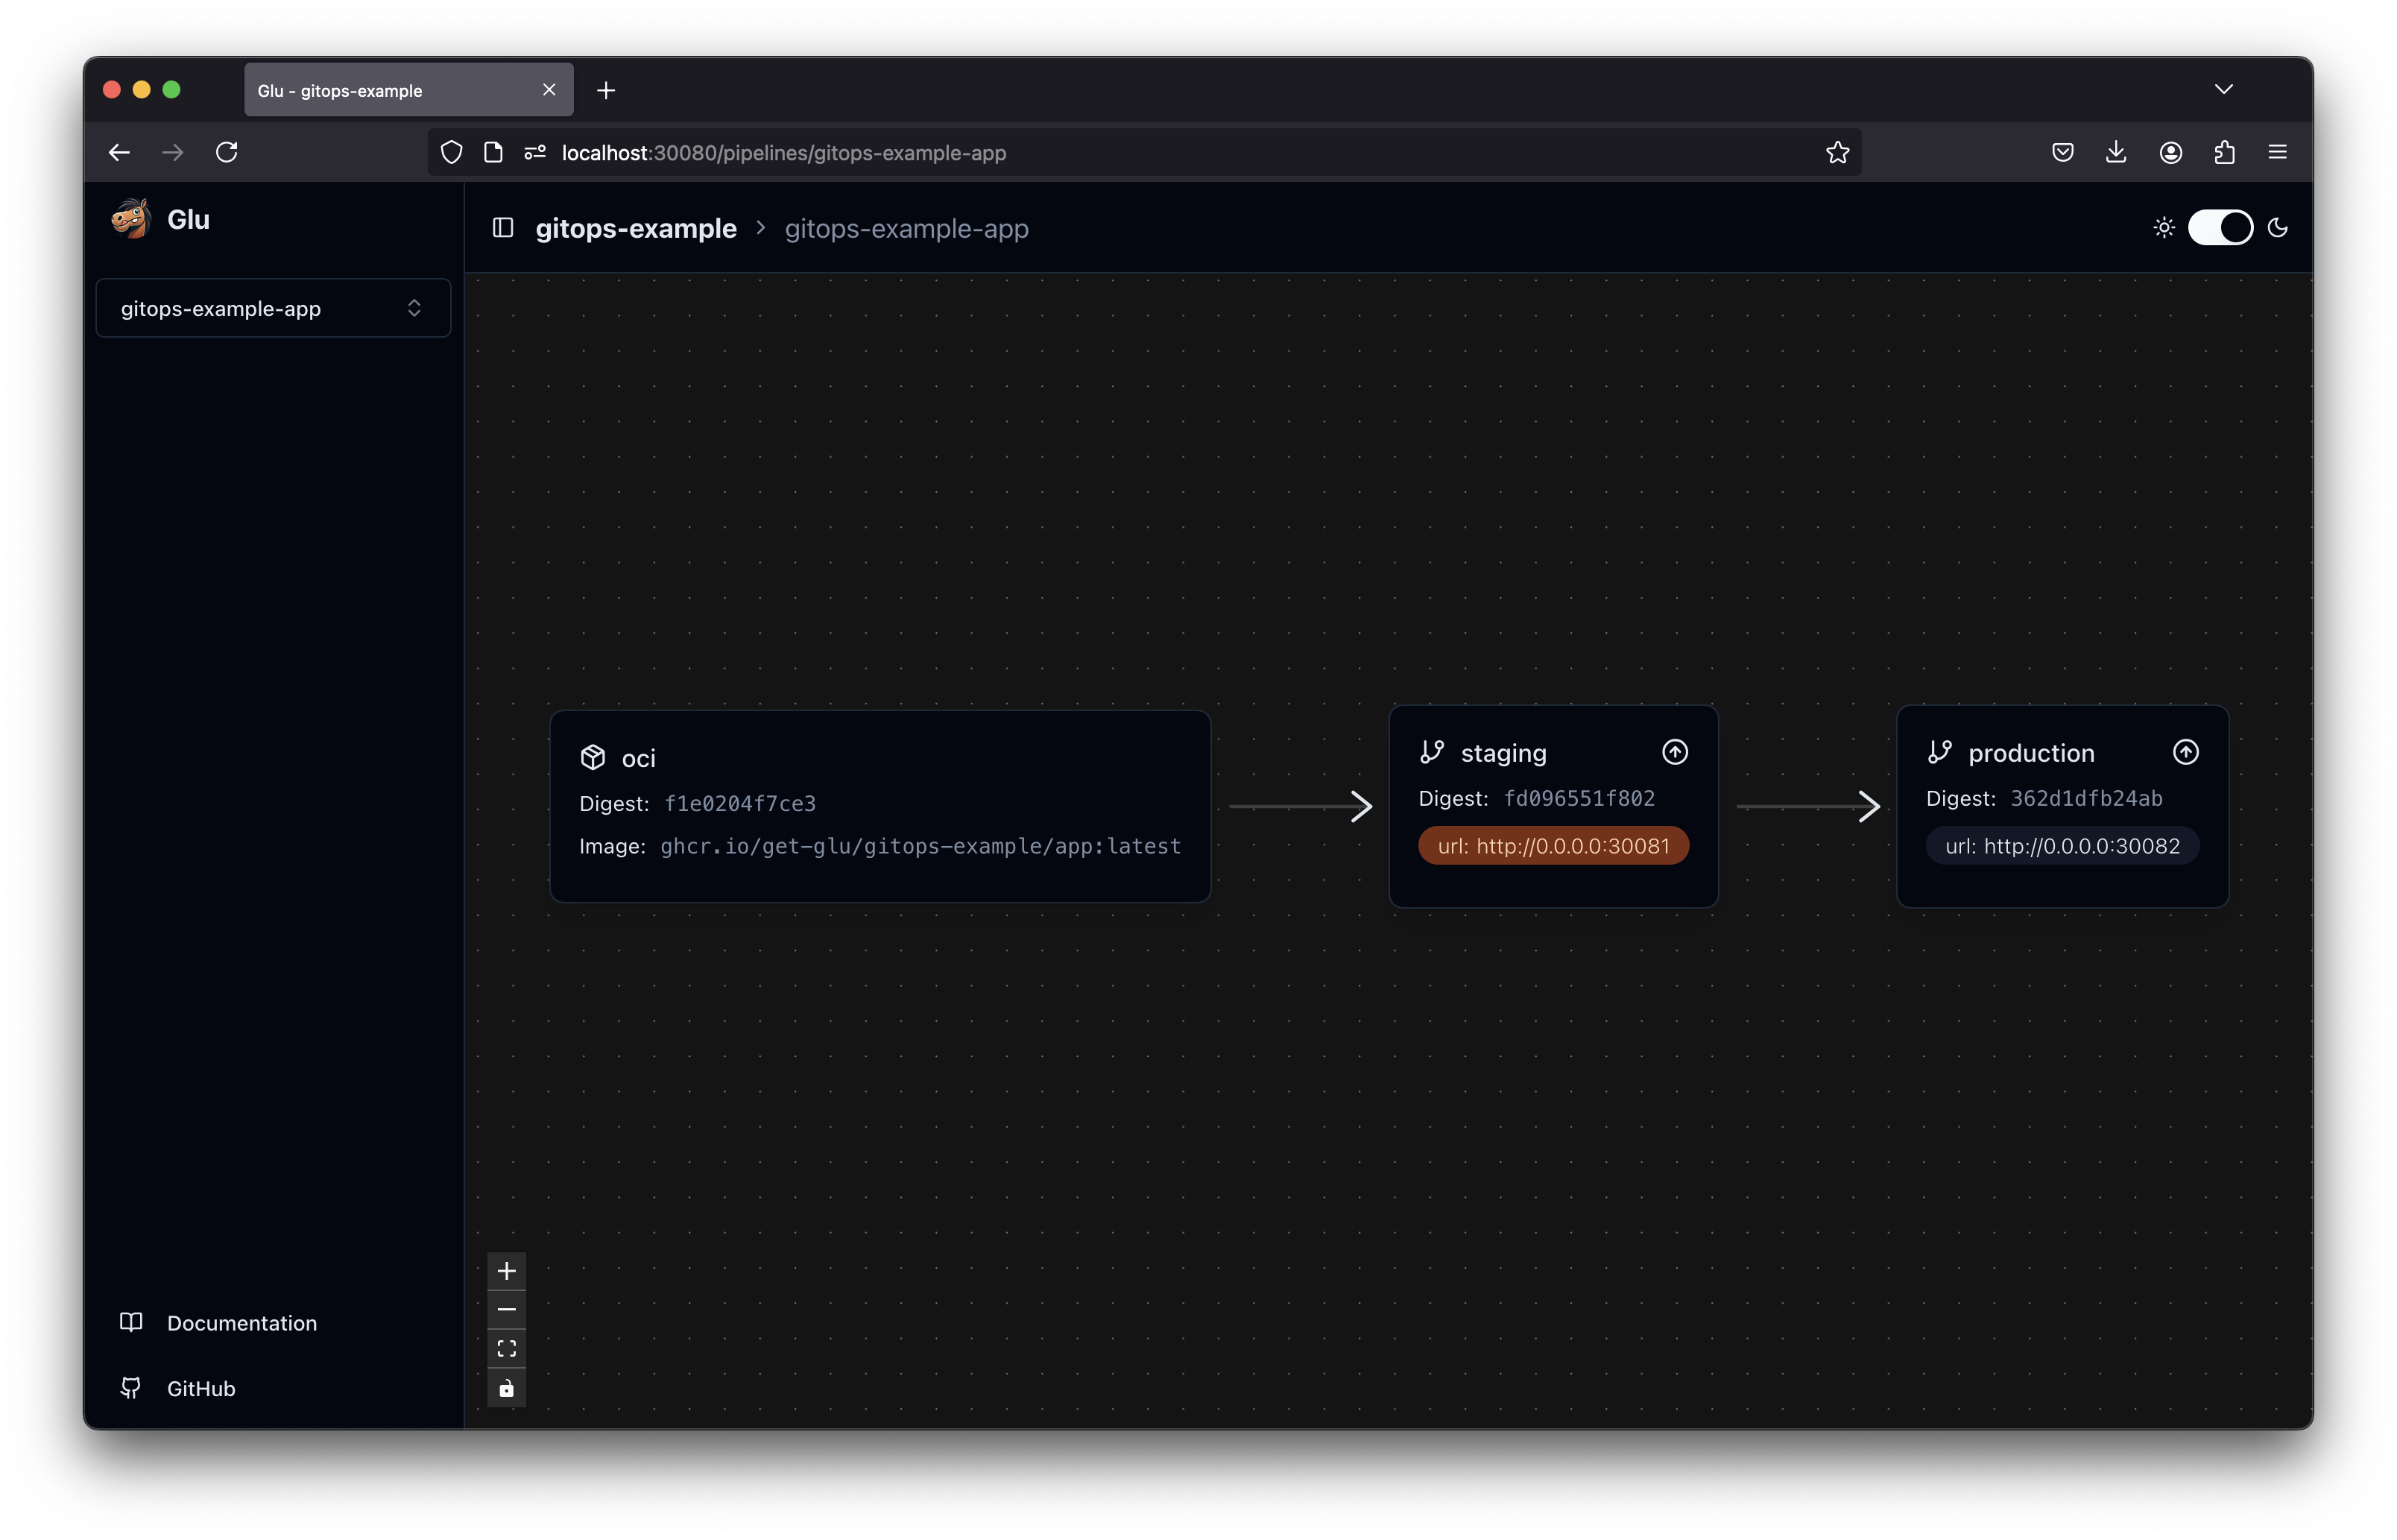 Glu - gitops-example
localhost:30080/pipelines/gitops-example-app
Glu
gitops-example > gitops-example-app
gitops-example-app
oci
Digest: f1e0204f7ce3
Image: ghcr.io/get-glu/gitops-example/app:latest
staging
Digest: fd096551f802
url: http://0.0.0.0:30081
production
Digest: 362d1dfb24ab
url: http://0.0.0.0:30082
Documentation
GitHub